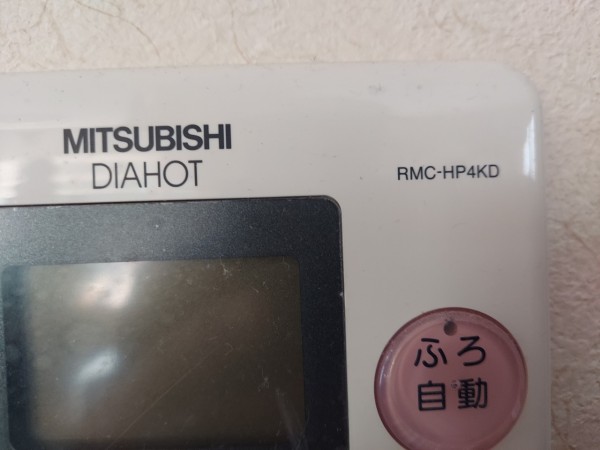 MITSUBISHI
DIAHOT
RMC-HP4KD
ふろ
自動